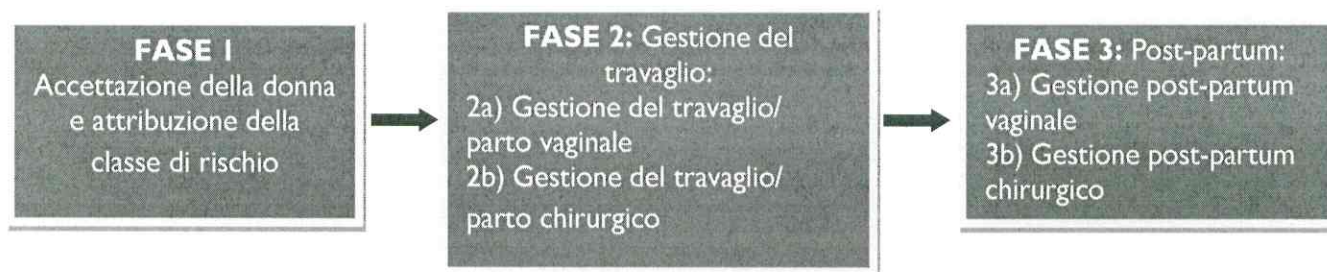 FASE 1
Accettazione della donna
e attribuzione della
classe di rischio
FASE 2: Gestione del
travaglio:
2a) Gestione del travaglio/
parto vaginale
2b) Gestione del travaglio/
parto chirurgico
FASE 3: Post-partum:
3a) Gestione post-partum
vaginale
3b) Gestione post-partum
chirurgico